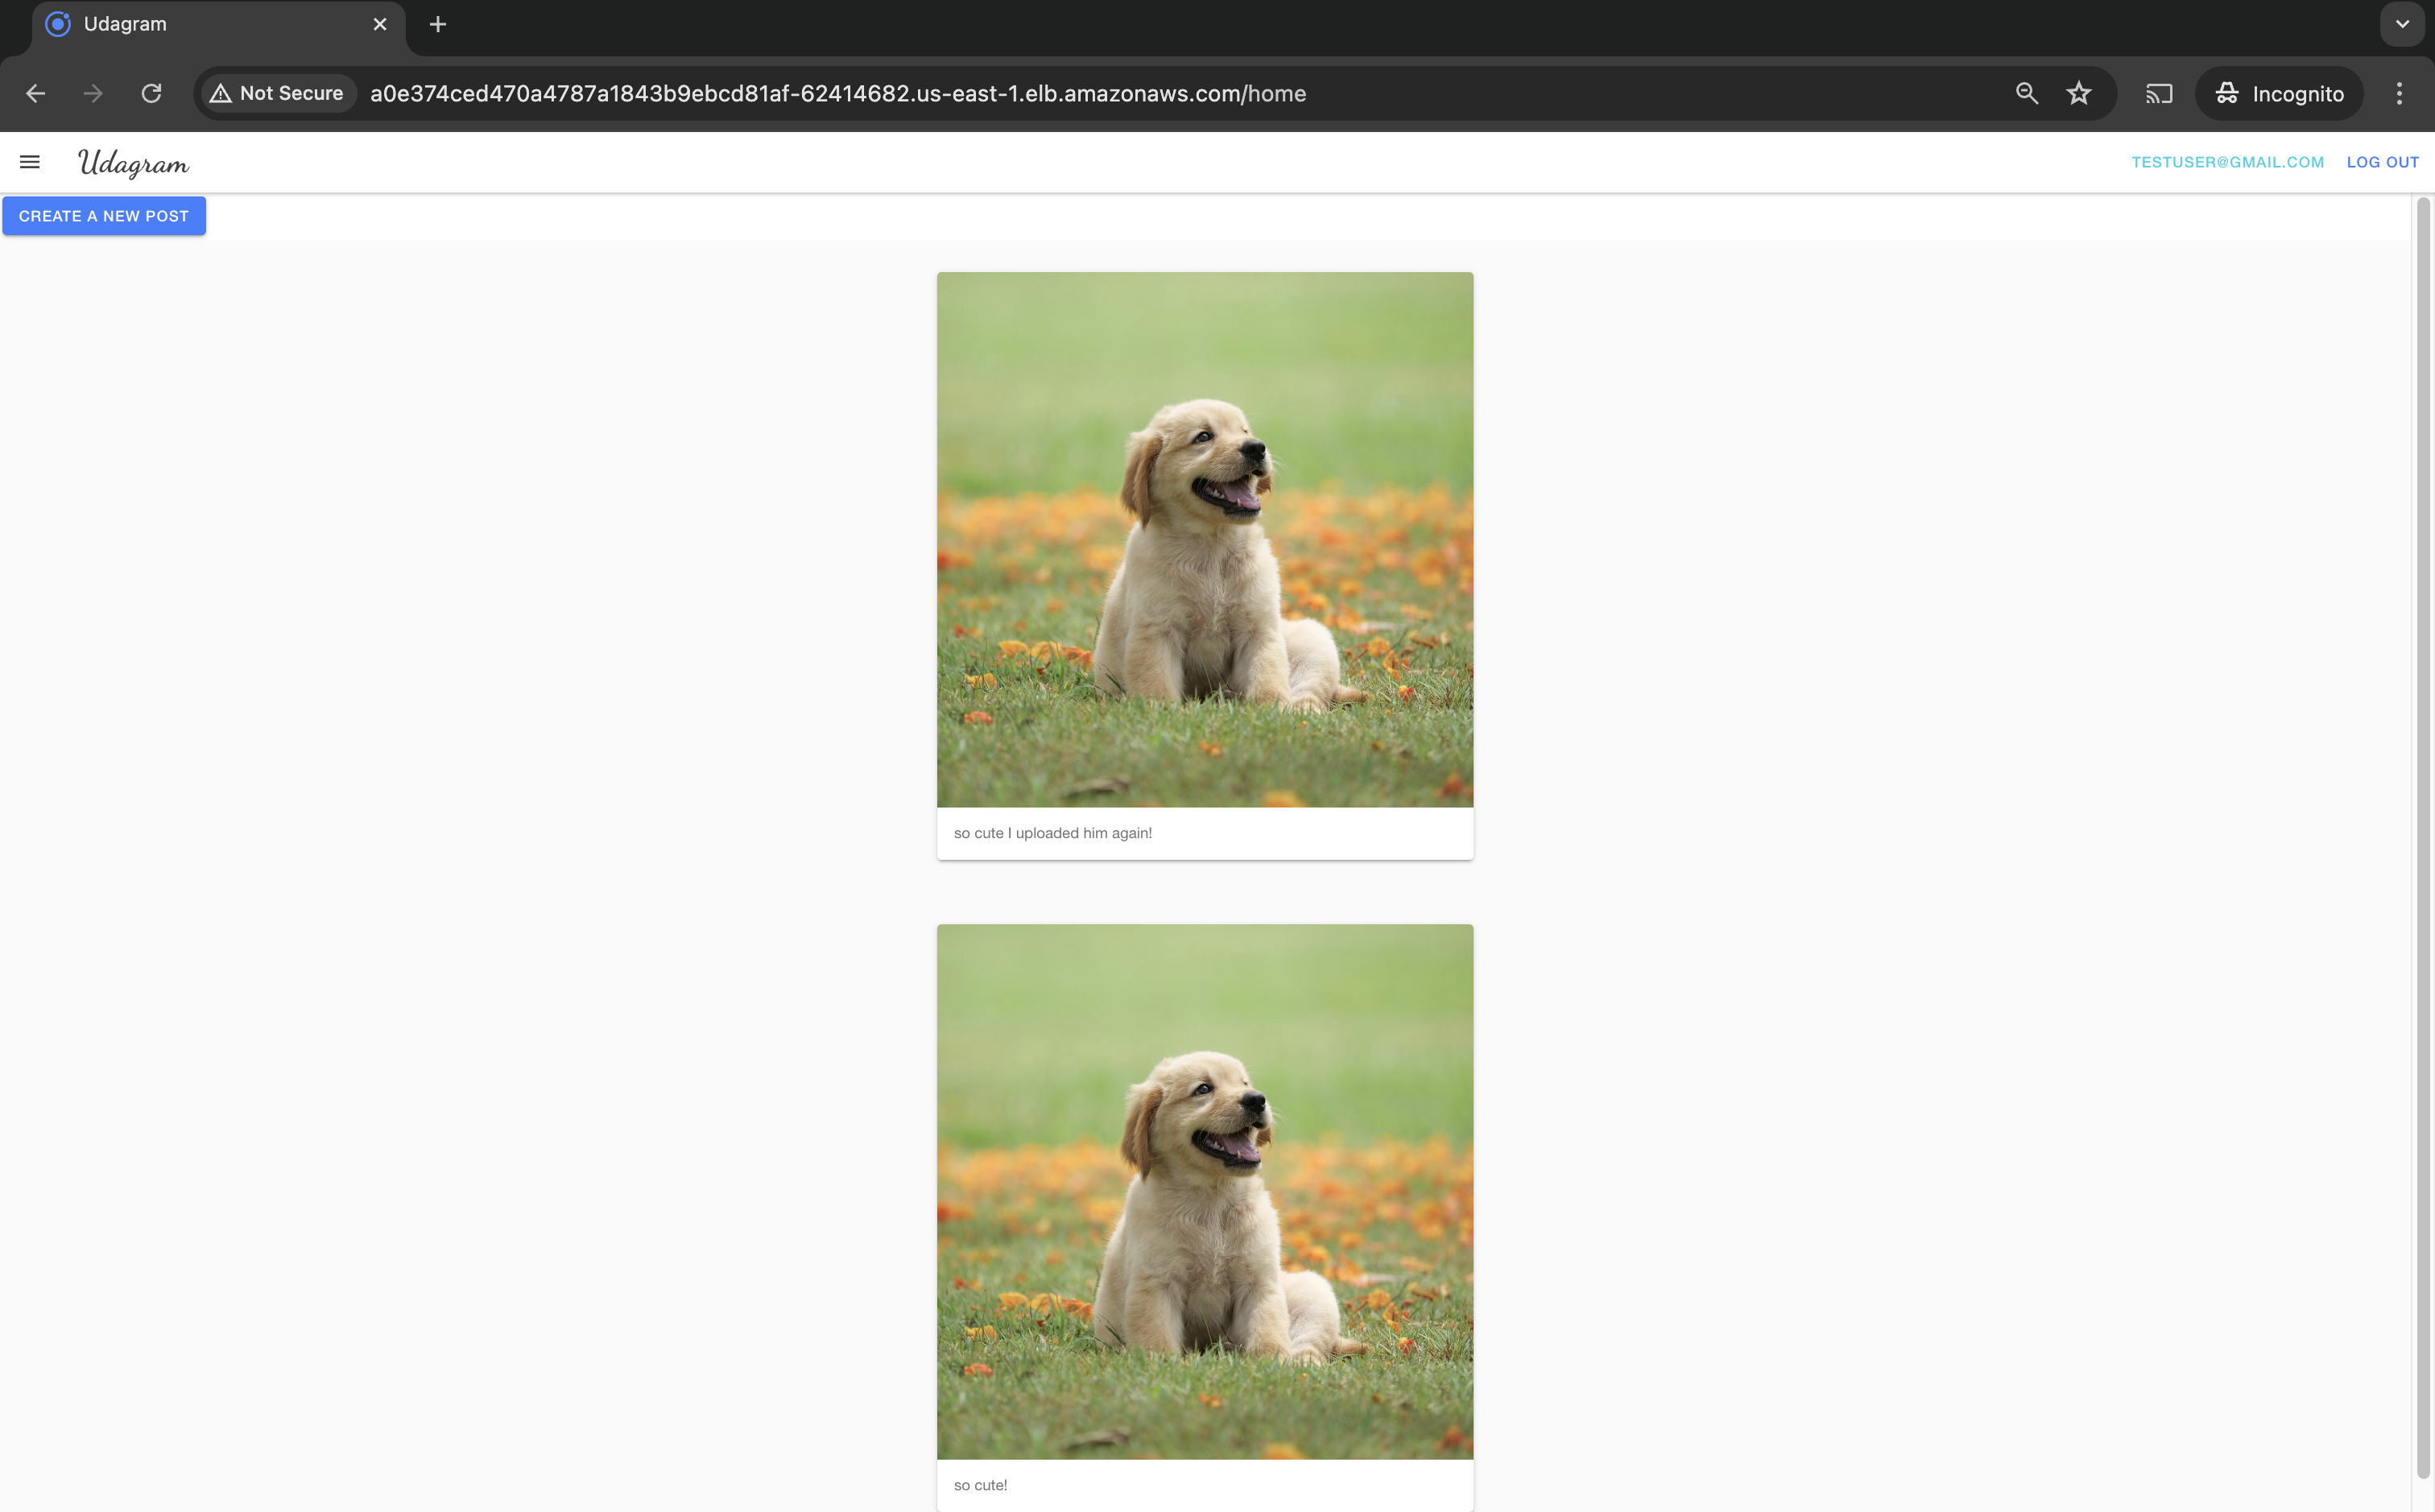 Udagram
Not Secure a0e374ced470a4787a1843b9ebcd81af-62414682.us-east-1.elb.amazonaws.com/home Incognito
Udagram TESTUSER@GMAIL.COM LOG OUT
CREATE A NEW POST
so cute I uploaded him again!
so cute!